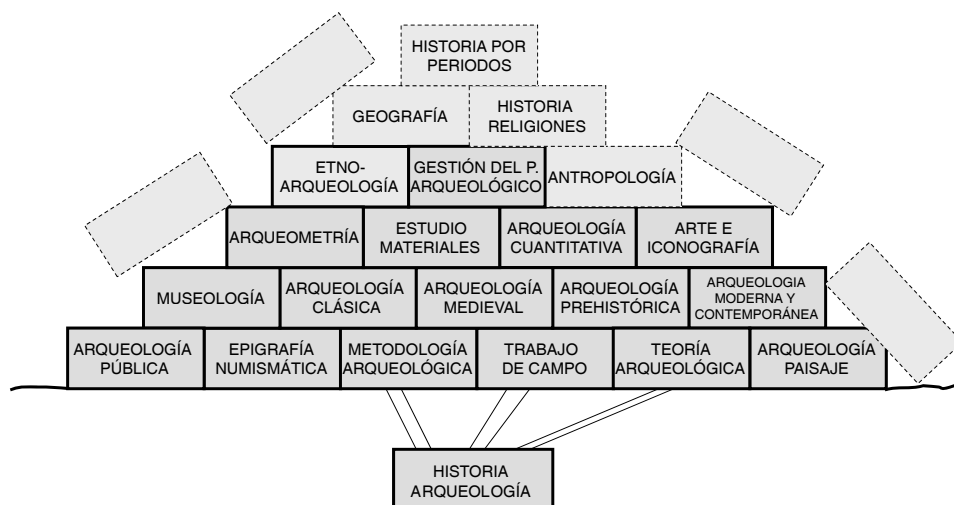 HISTORIA POR
PERIODOS
GEOGRAFÍA
HISTORIA
RELIGIONES
ETNO-
ARQUEOLOGÍA
GESTIÓN DEL P.
ARQUEOLÓGICO
ANTROPOLOGÍA
ARQUEOMETRÍA
ESTUDIO
MATERIALES
ARQUEOLOGÍA
CUANTITATIVA
ARTE E
ICONOGRAFÍA
MUSEOLOGÍA
ARQUEOLOGÍA
CLÁSICA
ARQUEOLOGÍA
MEDIEVAL
ARQUEOLOGÍA
PREHISTÓRICA
ARQUEOLOGIA
MODERNA Y
CONTEMPORÁNEA
ARQUEOLOGÍA
PÚBLICA
EPIGRAFÍA
NUMISMÁTICA
METODOLOGÍA
ARQUEOLÓGICA
TRABAJO
DE CAMPO
TEORÍA
ARQUEOLÓGICA
ARQUEOLOGÍA
PAISAJE
HISTORIA
ARQUEOLOGÍA